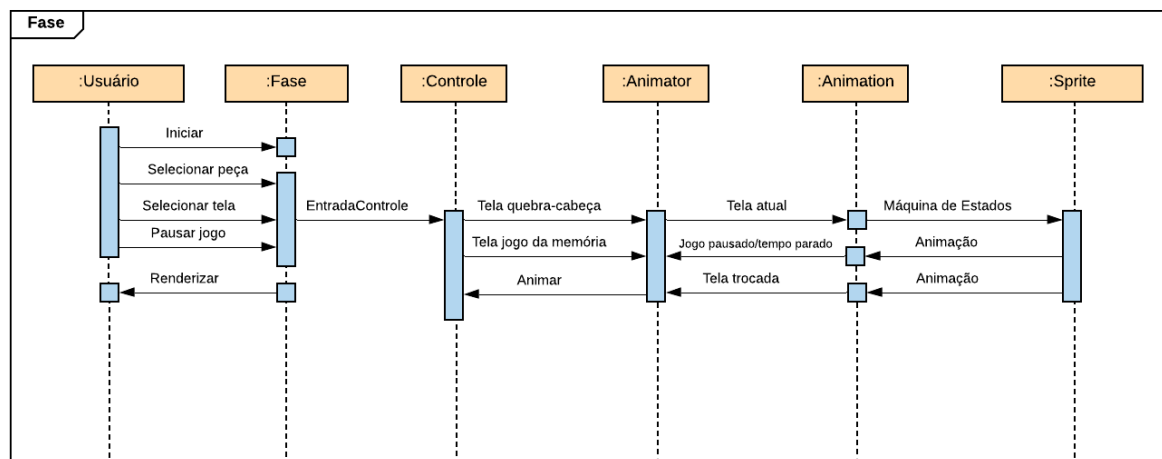 Fase
:Usuário
:Fase
:Controle
:Animator
:Animation
:Sprite
Iniciar
Selecionar peça
Selecionar tela
EntradaControle
Tela quebra-cabeça
Tela atual
Máquina de Estados
Pausar jogo
Tela jogo da memória
Jogo pausado/tempo parado
Animação
Renderizar
Animar
Tela trocada
Animação